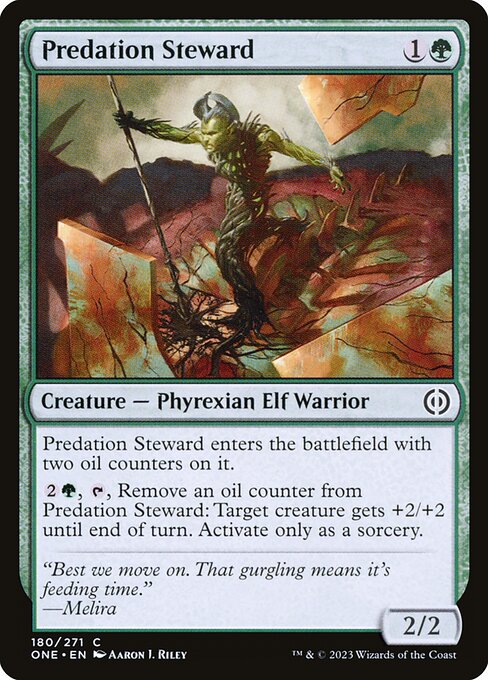 Predation Steward 1
Creature — Phyrexian Elf Warrior
Predation Steward enters the battlefield with
two oil counters on it.
2 , , Remove an oil counter from
Predation Steward: Target creature gets +2/+2
until end of turn. Activate only as a sorcery.
“Best we move on. That gurgling means it’s
feeding time.”
—Melira
2/2
180/271 C
ONE • EN Aaron J. Riley
™ & © 2023 Wizards of the Coast